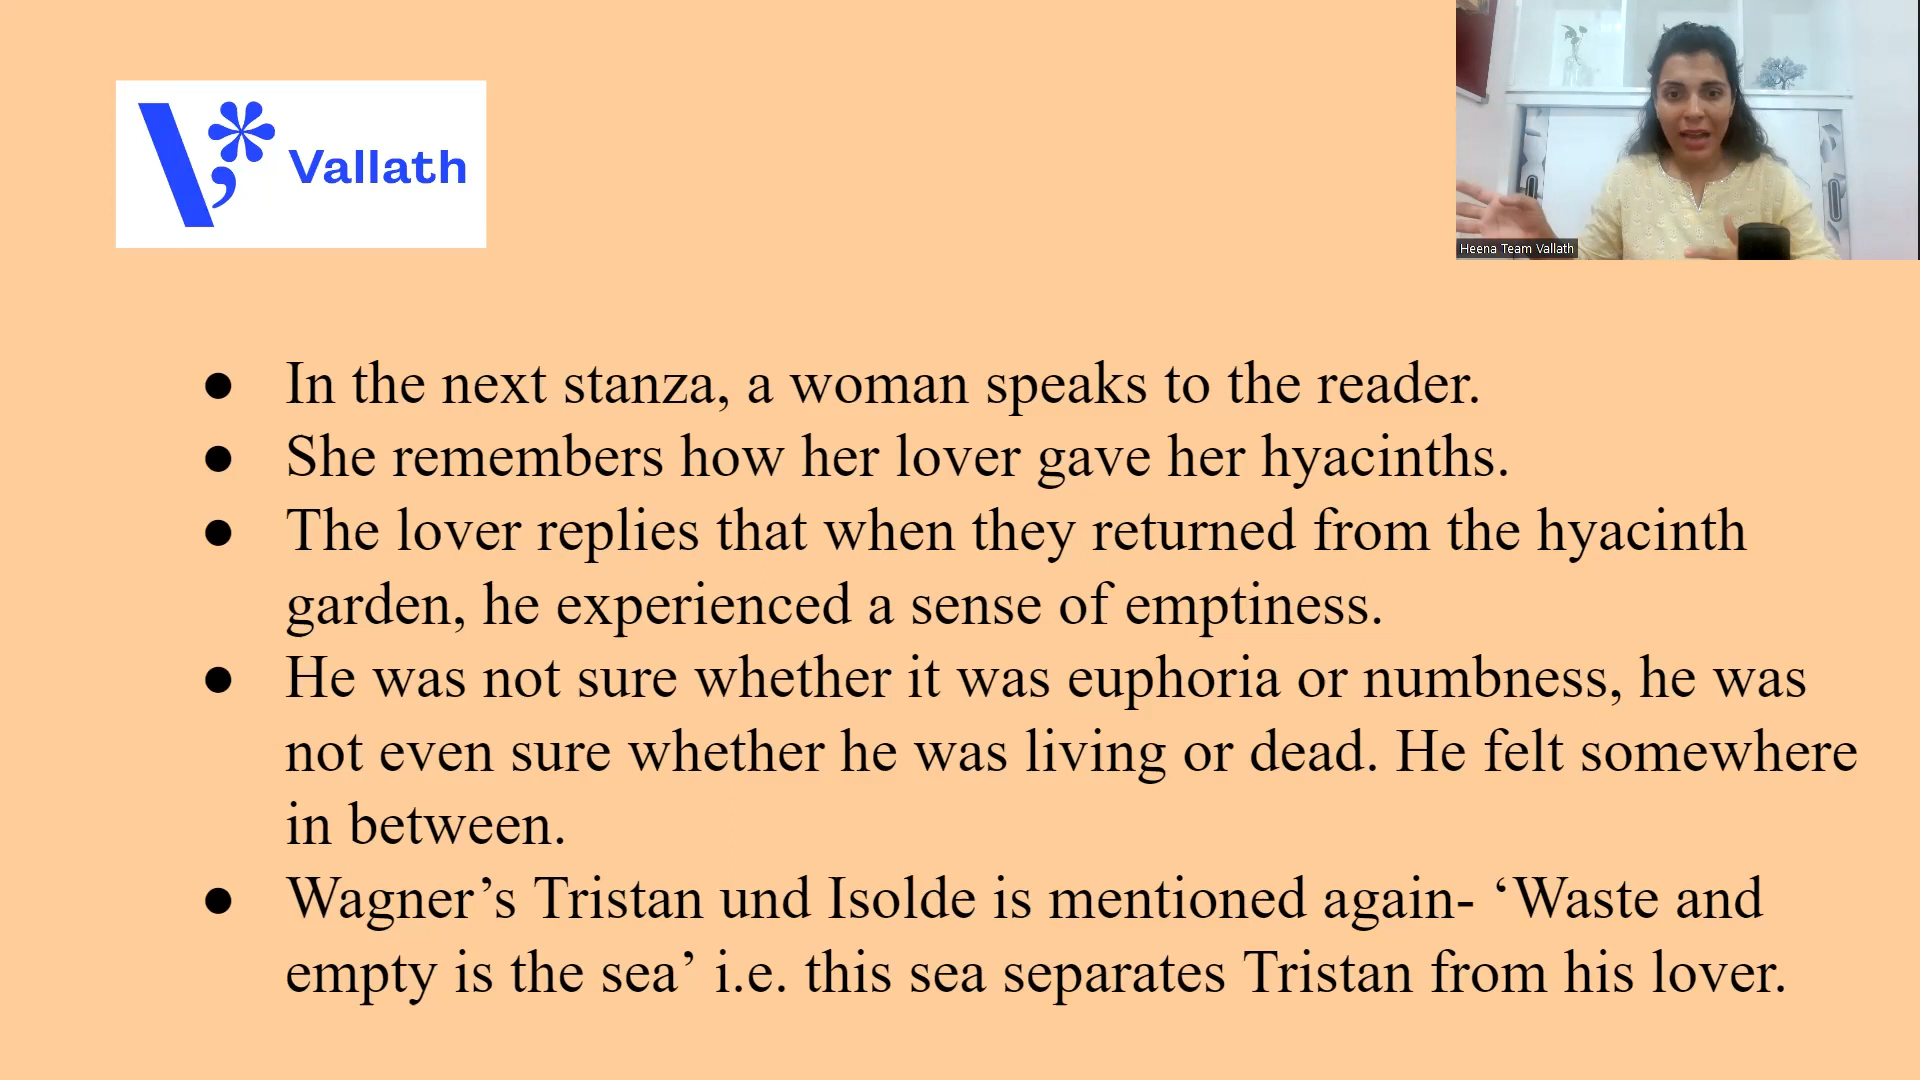 Vallath
Heena Team Vallath
● In the next stanza, a woman speaks to the reader.
● She remembers how her lover gave her hyacinths.
● The lover replies that when they returned from the hyacinth
garden, he experienced a sense of emptiness.
● He was not sure whether it was euphoria or numbness, he was
not even sure whether he was living or dead. He felt somewhere
in between.
● Wagner’s Tristan und Isolde is mentioned again- ‘Waste and
empty is the sea’ i.e. this sea separates Tristan from his lover.